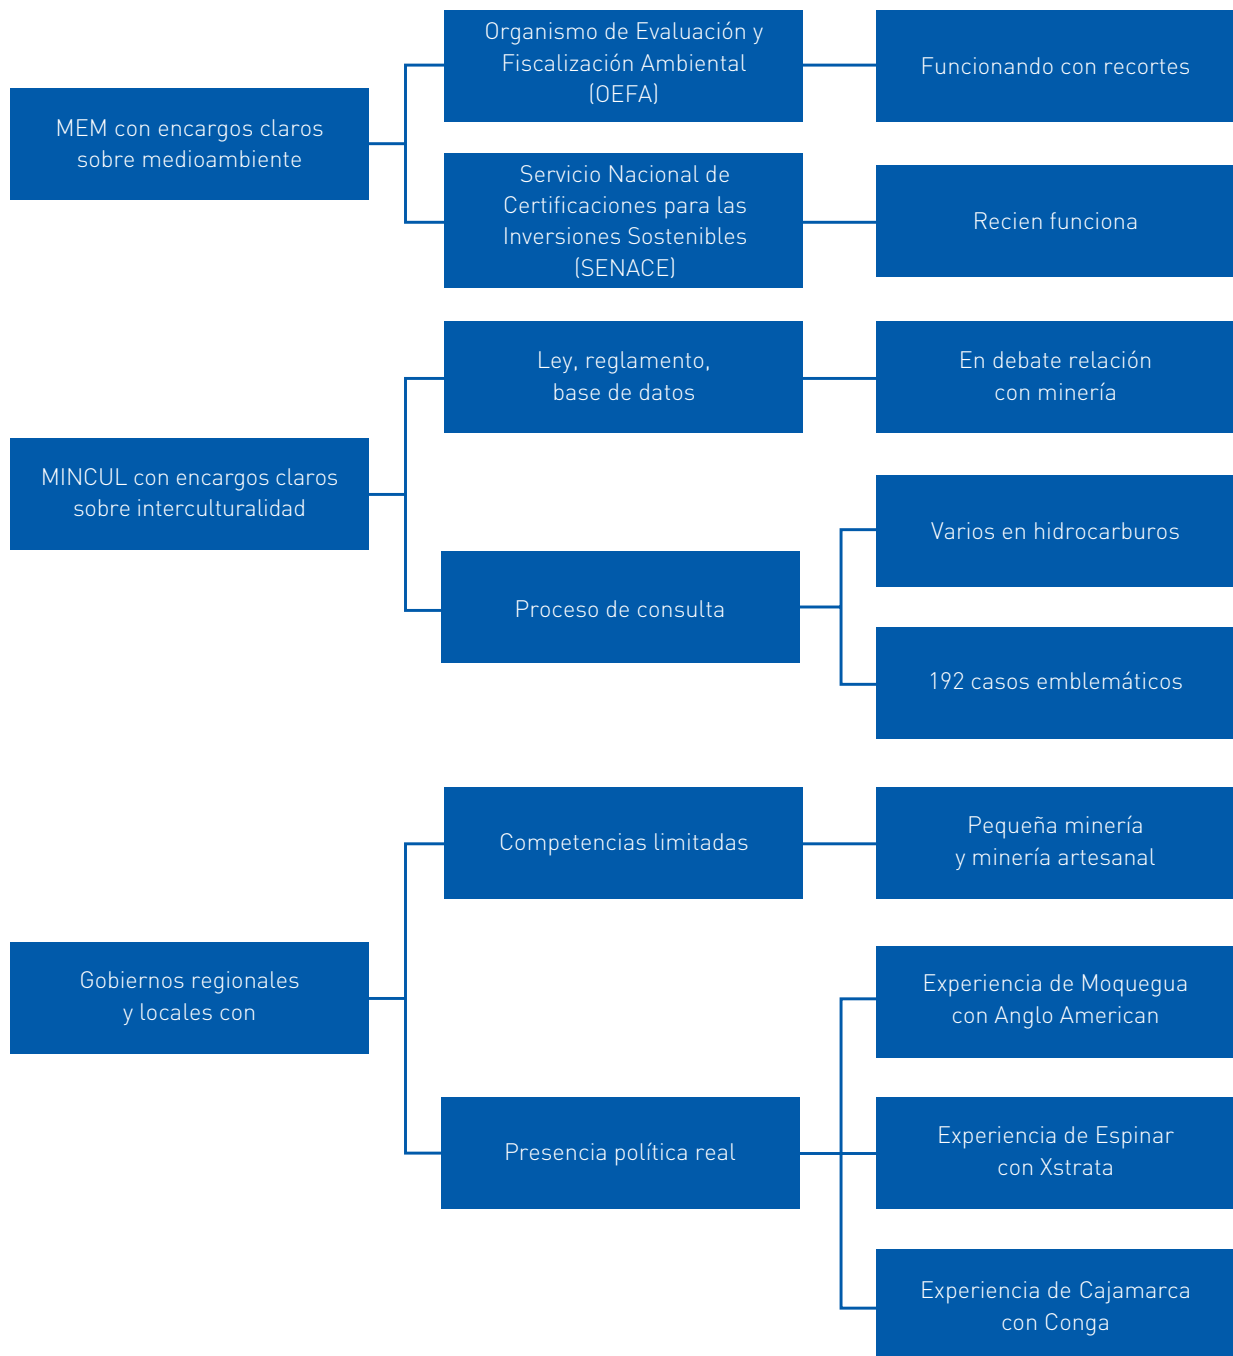 MEM con encargos claros
sobre medioambiente
Organismo de Evaluación y
Fiscalización Ambiental
(OEFA)
Funcionando con recortes
Servicio Nacional de
Certificaciones para las
Inversiones Sostenibles
(SENACE)
Recien funciona
MINCUL con encargos claros
sobre interculturalidad
Ley, reglamento,
base de datos
En debate relación
con minería
Proceso de consulta
Varios en hidrocarburos
192 casos emblemáticos
Gobiernos regionales
y locales con
Competencias limitadas
Pequeña minería
y minería artesanal
Presencia política real
Experiencia de Moquegua
con Anglo American
Experiencia de Espinar
con Xstrata
Experiencia de Cajamarca
con Conga